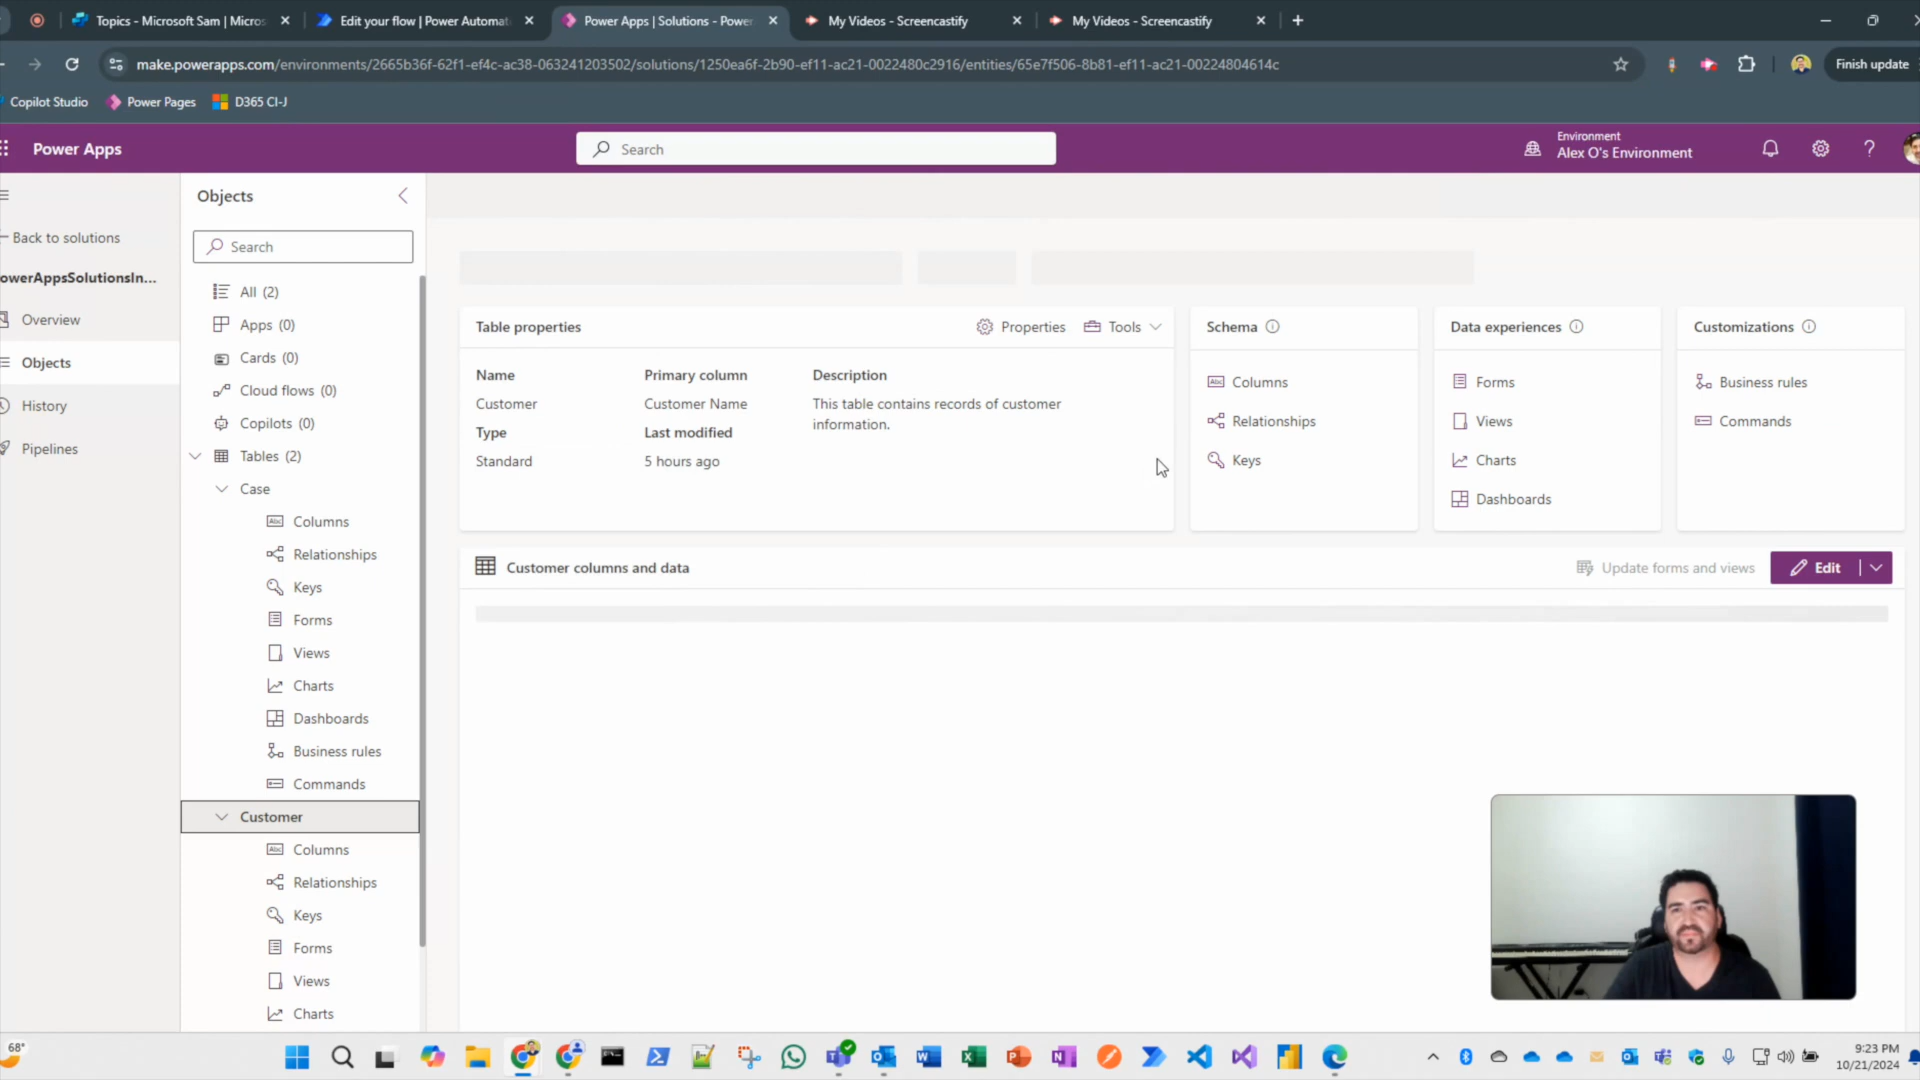 Topics - Microsoft Sam | Micros
Edit your flow | Power Automat
Power Apps | Solutions - Power
My Videos - Screencastify
My Videos - Screencastify
make.powerapps.com/environments/2665b36f-62f1-ef4c-ac38-063241203502/solutions/1250ea6f-2b90-ef11-ac21-0022480c2916/entities/65e7f506-8b81-ef11-ac21-00224804614c
Finish update
Copilot Studio
Power Pages
D365 CI-J
Power Apps
Search
Environment
Alex O's Environment
Back to solutions
owerAppsSolutionsIn...
Overview
Objects
History
Pipelines
Objects
Search
All (2)
Apps (0)
Cards (0)
Cloud flows (0)
Copilots (0)
Tables (2)
Case
Columns
Relationships
Keys
Forms
Views
Charts
Dashboards
Business rules
Commands
Customer
Columns
Relationships
Keys
Forms
Views
Charts
Table properties
Properties
Tools
Name
Customer
Type
Standard
Primary column
Customer Name
Last modified
5 hours ago
Description
This table contains records of customer
information.
Schema
Columns
Relationships
Keys
Data experiences
Forms
Views
Charts
Dashboards
Customizations
Business rules
Commands
Customer columns and data
Update forms and views
Edit
68°
9:23 PM
10/21/2024